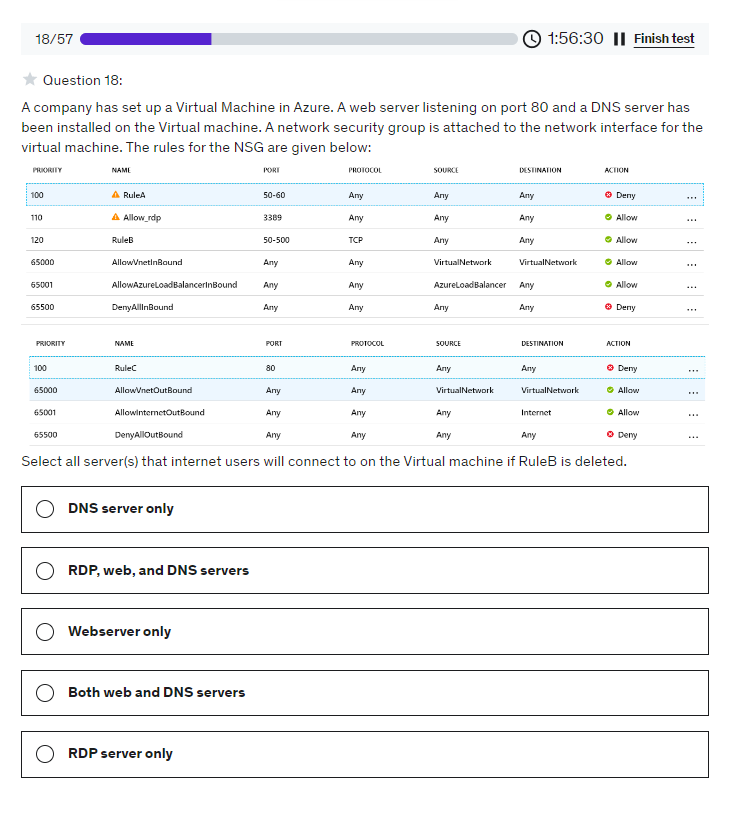 18/57 1:56:30 Finish test
Question 18:
A company has set up a Virtual Machine in Azure. A web server listening on port 80 and a DNS server has
been installed on the Virtual machine. A network security group is attached to the network interface for the
virtual machine. The rules for the NSG are given below:
PRIORITY NAME PORT PROTOCOL SOURCE DESTINATION ACTION
100 RuleA 50-60 Any Any Any Deny ...
110 Allow_rdp 3389 Any Any Any Allow ...
120 RuleB 50-500 TCP Any Any Allow ...
65000 AllowVnetInBound Any Any VirtualNetwork VirtualNetwork Allow ...
65001 AllowAzureLoadBalancerInBound Any Any AzureLoadBalancer Any Allow ...
65500 DenyAllInBound Any Any Any Any Deny ...
PRIORITY NAME PORT PROTOCOL SOURCE DESTINATION ACTION
100 RuleC 80 Any Any Any Deny ...
65000 AllowVnetOutBound Any Any VirtualNetwork VirtualNetwork Allow ...
65001 AllowInternetOutBound Any Any Any Internet Allow ...
65500 DenyAllOutBound Any Any Any Any Deny ...
Select all server(s) that internet users will connect to on the Virtual machine if RuleB is deleted.
DNS server only
RDP, web, and DNS servers
Webserver only
Both web and DNS servers
RDP server only